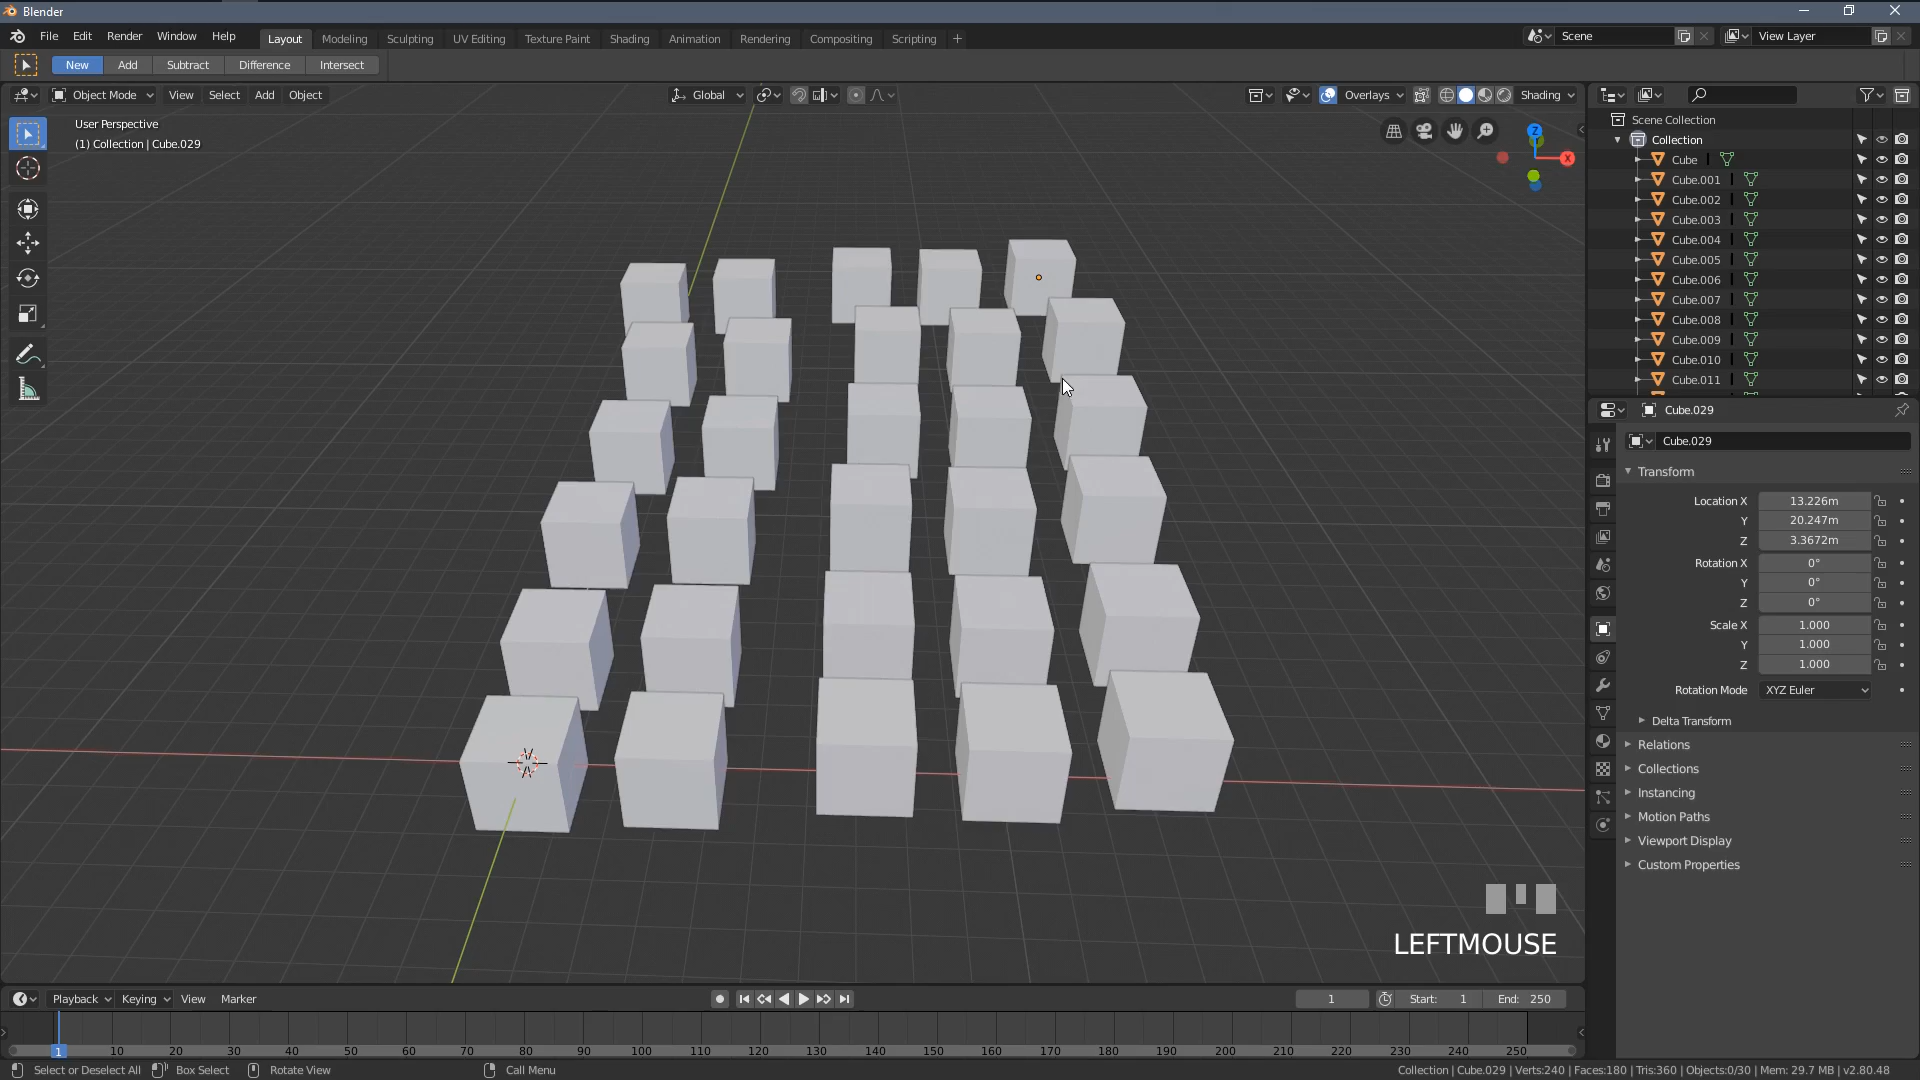 Blender
File Edit Render Window Help Layout Modeling Sculpting UV Editing Texture Paint Shading Animation Rendering Compositing Scripting Scene View Layer
New Add Subtract Difference Intersect
Object Mode View Select Add Object Global Overlays Shading
User Perspective
(1) Collection | Cube.029
Z
X
Scene Collection
Collection
Cube
Cube.001
Cube.002
Cube.003
Cube.004
Cube.005
Cube.006
Cube.007
Cube.008
Cube.009
Cube.010
Cube.011
Cube.029
Cube.029
Transform
Location X 13.226m
Y 20.247m
Z 3.3672m
Rotation X 0°
Y 0°
Z 0°
Scale X 1.000
Y 1.000
Z 1.000
Rotation Mode XYZ Euler
Delta Transform
Relations
Collections
Instancing
Motion Paths
Viewport Display
Custom Properties
LEFTMOUSE
Playback Keying View Marker 1 Start: 1 End: 250
1 10 20 30 40 50 60 70 80 90 100 110 120 130 140 150 160 170 180 190 200 210 220 230 240 250
Select or Deselect All Box Select Rotate View Call Menu Collection | Cube.029 | Verts:240 | Faces:180 | Tris:360 | Objects:0/30 | Mem: 29.7 MB | v2.80.48